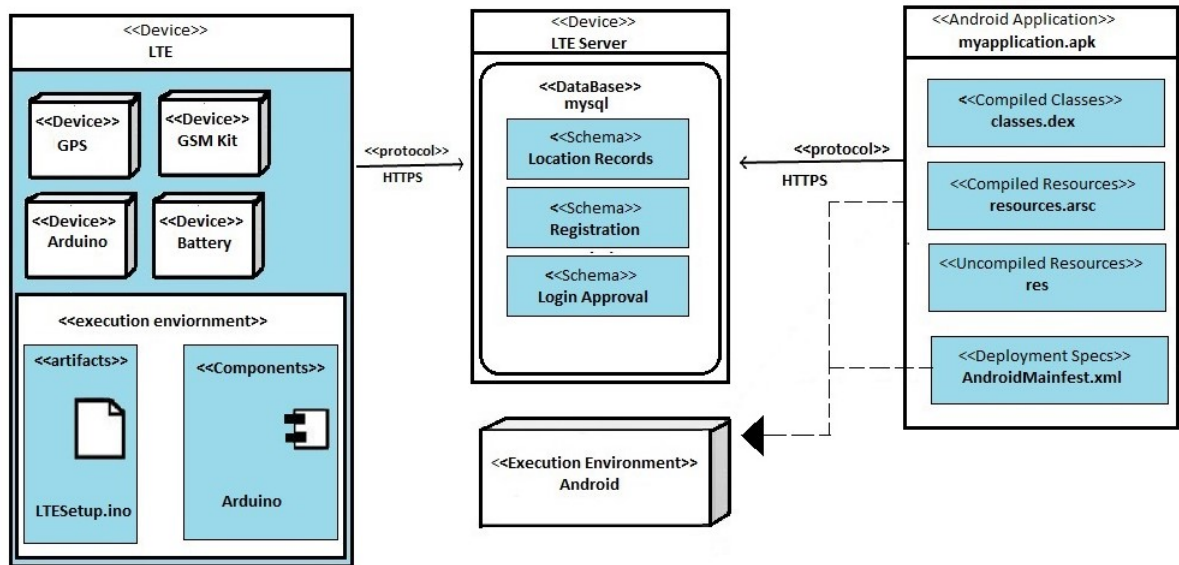 <<Device>>
LTE
<<Device>>
GPS
<<Device>>
GSM Kit
<<Device>>
Arduino
<<Device>>
Battery
<<execution enviornment>>
<<artifacts>>
LTESetup.ino
<<Components>>
Arduino
<<protocol>>
HTTPS
<<Device>>
LTE Server
<<DataBase>>
mysql
<<Schema>>
Location Records
<<Schema>>
Registration
<<Schema>>
Login Approval
<<Execution Environment>>
Android
<<protocol>>
HTTPS
<<Android Application>>
myapplication.apk
<<Compiled Classes>>
classes.dex
<<Compiled Resources>>
resources.arsc
<<Uncompiled Resources>>
res
<<Deployment Specs>>
AndroidMainfest.xml